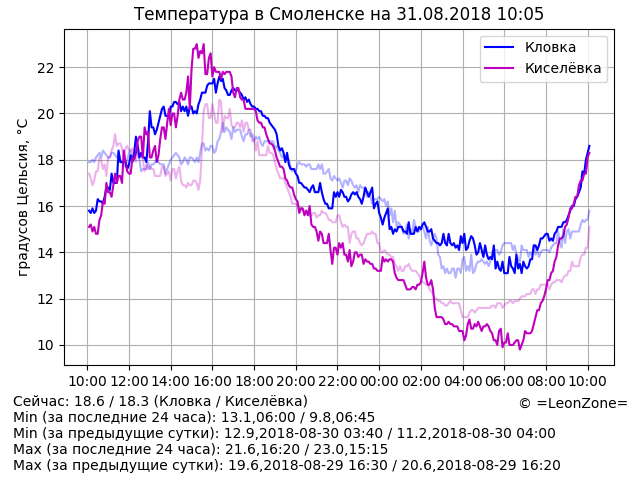 Температура в Смоленске на 31.08.2018 10:05
Кловка
Киселёвка
градусов Цельсия, °C
22
20
18
16
14
12
10
10:00 12:00 14:00 16:00 18:00 20:00 22:00 00:00 02:00 04:00 06:00 08:00 10:00
Сейчас: 18.6 / 18.3 (Кловка / Киселёвка)
© =LeonZone=
Min (за последние 24 часа): 13.1,06:00 / 9.8,06:45
Min (за предыдущие сутки): 12.9,2018-08-30 03:40 / 11.2,2018-08-30 04:00
Max (за последние 24 часа): 21.6,16:20 / 23.0,15:15
Max (за предыдущие сутки): 19.6,2018-08-29 16:30 / 20.6,2018-08-29 16:20